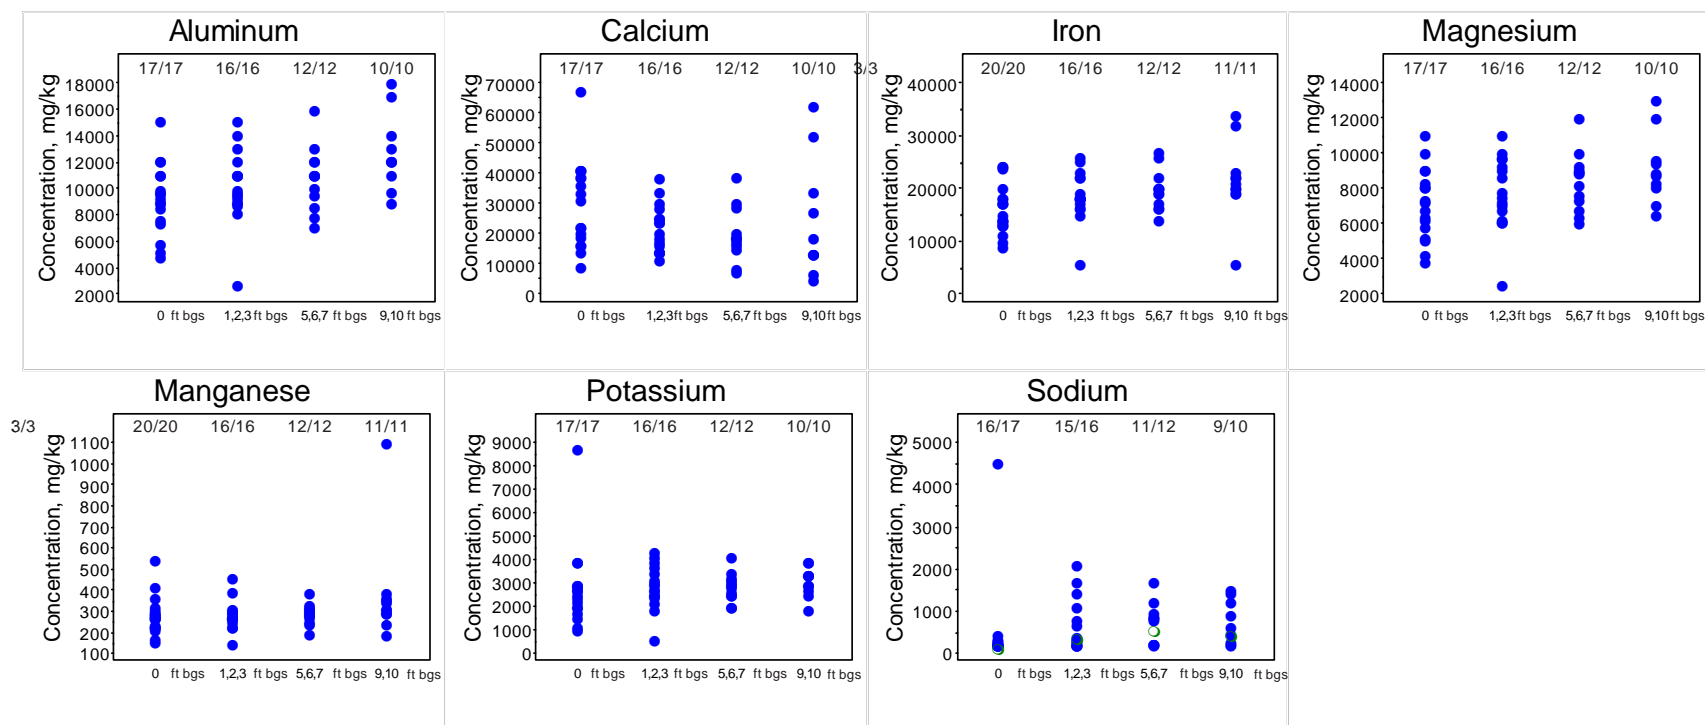 Aluminum
17/17 16/16 12/12 10/10
Concentration, mg/kg
18000
16000
14000
12000
10000
8000
6000
4000
2000
0 ft bgs 1,2,3 ft bgs 5,6,7 ft bgs 9,10 ft bgs
Calcium
17/17 16/16 12/12 10/10 3/3
Concentration, mg/kg
70000
60000
50000
40000
30000
20000
10000
0
0 ft bgs 1,2,3 ft bgs 5,6,7 ft bgs 9,10 ft bgs
Iron
20/20 16/16 12/12 11/11
Concentration, mg/kg
40000
30000
20000
10000
0
0 ft bgs 1,2,3 ft bgs 5,6,7 ft bgs 9,10 ft bgs
Magnesium
17/17 16/16 12/12 10/10
Concentration, mg/kg
14000
12000
10000
8000
6000
4000
2000
0 ft bgs 1,2,3 ft bgs 5,6,7 ft bgs 9,10 ft bgs
Manganese
3/3 20/20 16/16 12/12 11/11
Concentration, mg/kg
1100
1000
900
800
700
600
500
400
300
200
100
0 ft bgs 1,2,3 ft bgs 5,6,7 ft bgs 9,10 ft bgs
Potassium
17/17 16/16 12/12 10/10
Concentration, mg/kg
9000
8000
7000
6000
5000
4000
3000
2000
1000
0
0 ft bgs 1,2,3 ft bgs 5,6,7 ft bgs 9,10 ft bgs
Sodium
16/17 15/16 11/12 9/10
Concentration, mg/kg
5000
4000
3000
2000
1000
0
0 ft bgs 1,2,3 ft bgs 5,6,7 ft bgs 9,10 ft bgs